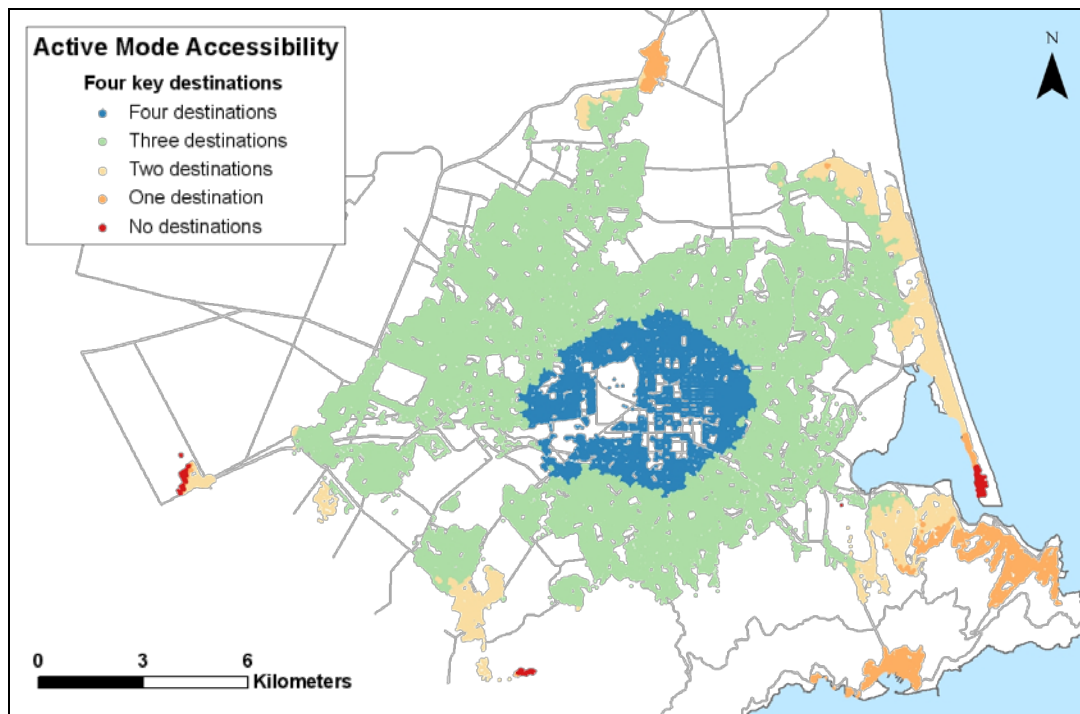 Active Mode Accessibility
Four key destinations
Four destinations
Three destinations
Two destinations
One destination
No destinations
N
0 3 6
Kilometers